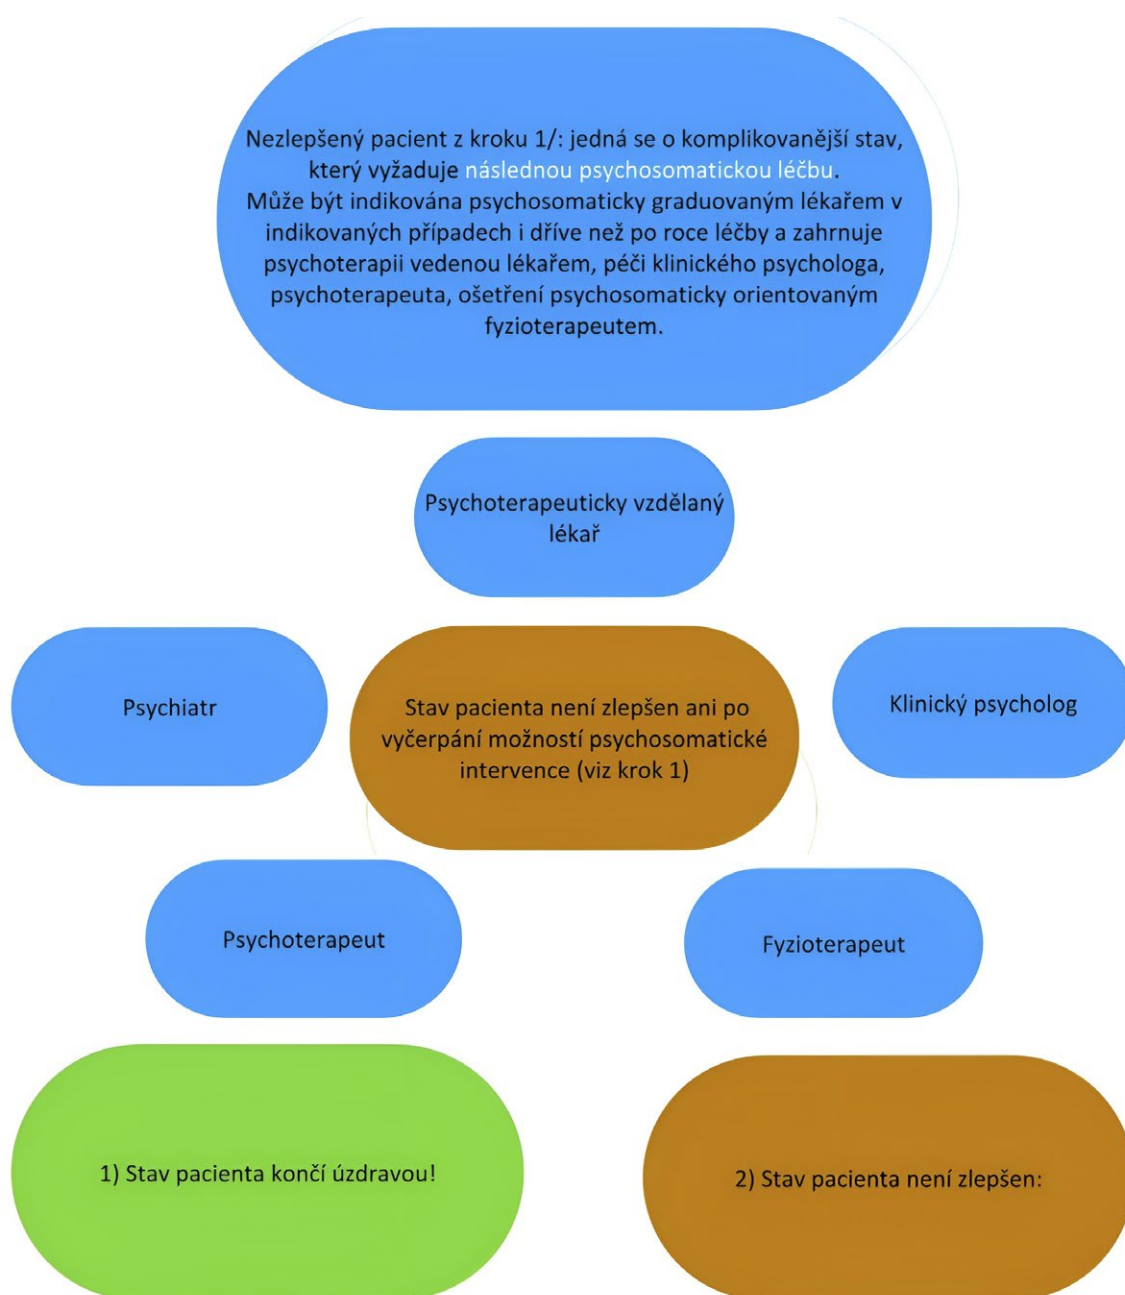 Nezlepšený pacient z kroku 1/: jedná se o komplikovanější stav,
který vyžaduje následnou psychosomatickou léčbu.
Může být indikována psychosomaticky graduovaným lékařem v
indikovaných případech i dříve než po roce léčby a zahrnuje
psychoterapii vedenou lékařem, péči klinického psychologa,
psychoterapeuta, ošetření psychosomaticky orientovaným
fyzioterapeutem.
Psychoterapeuticky vzdělaný
lékař
Psychiatr
Stav pacienta není zlepšen ani po
vyčerpání možností psychosomatické
intervence (viz krok 1)
Klinický psycholog
Psychoterapeut
Fyzioterapeut
1) Stav pacienta končí úzdravou!
2) Stav pacienta není zlepšen: